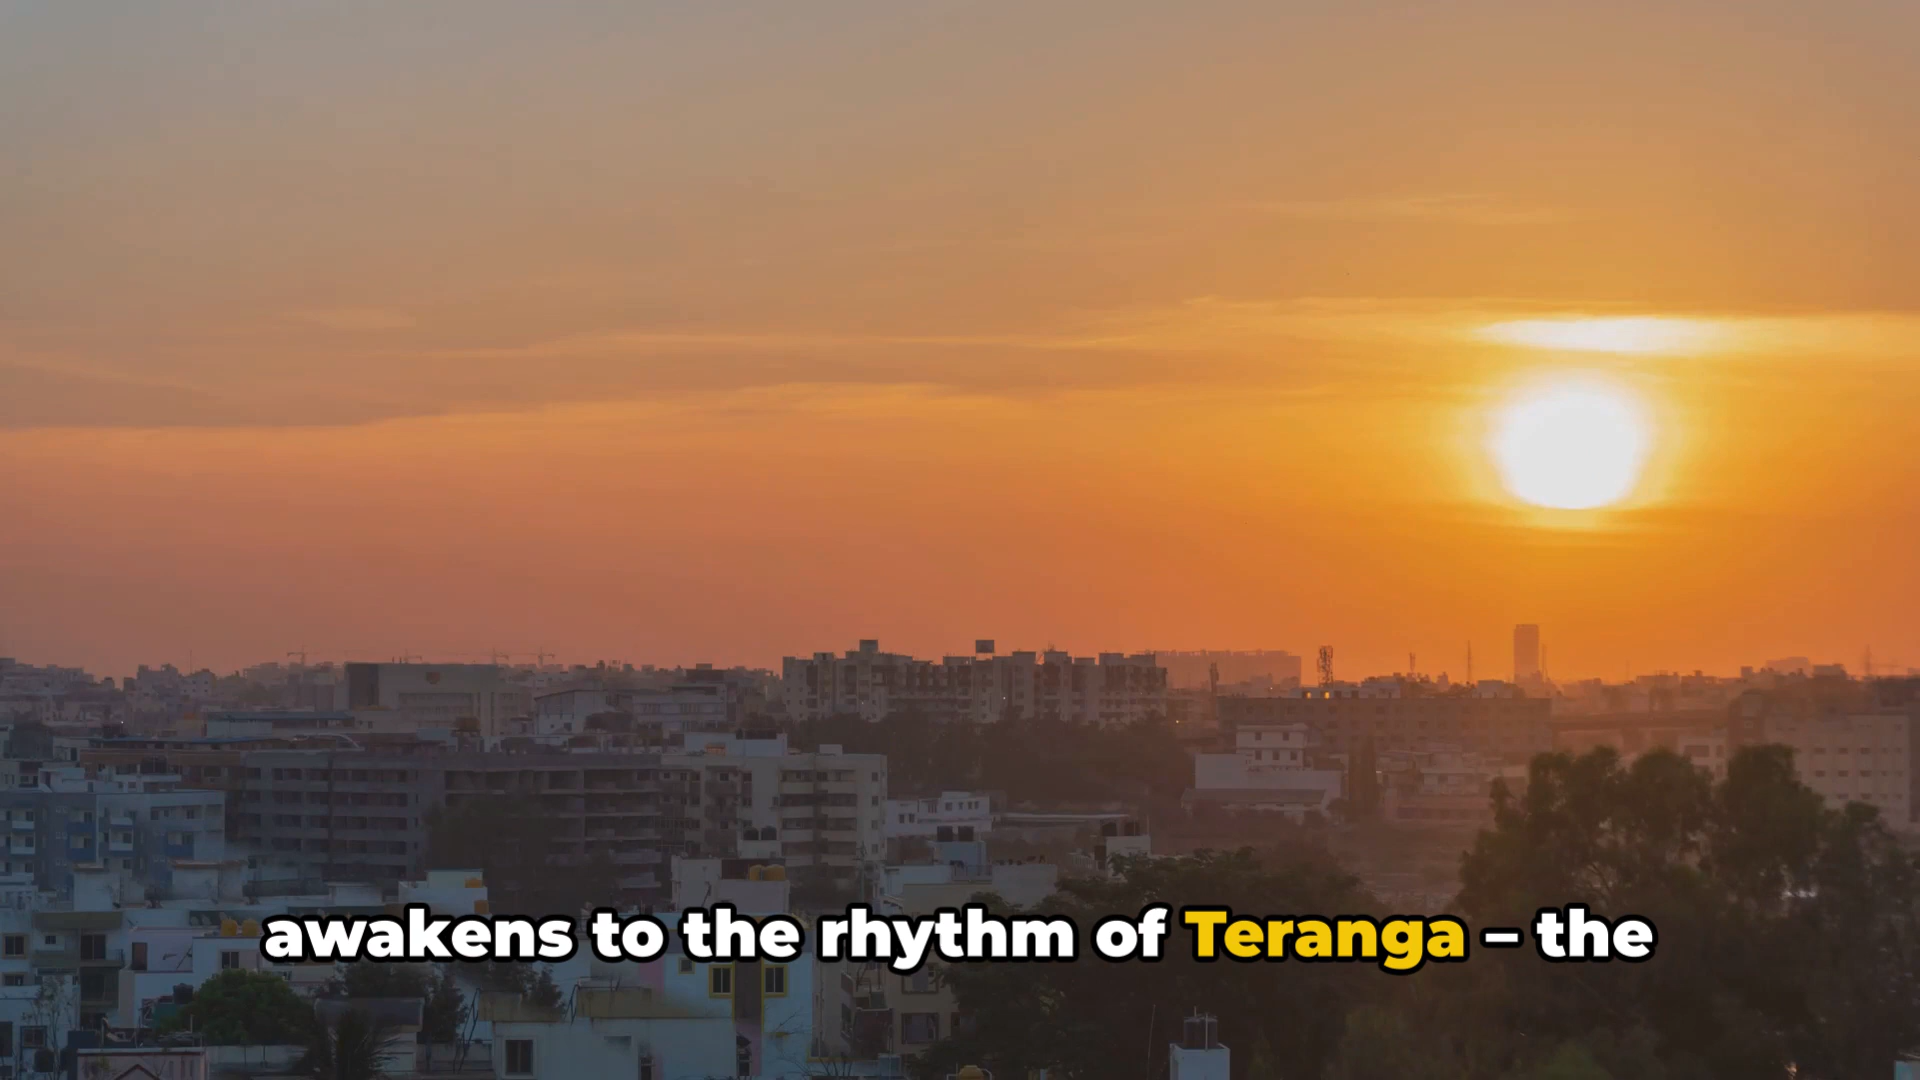 awakens to the rhythm of Teranga – the